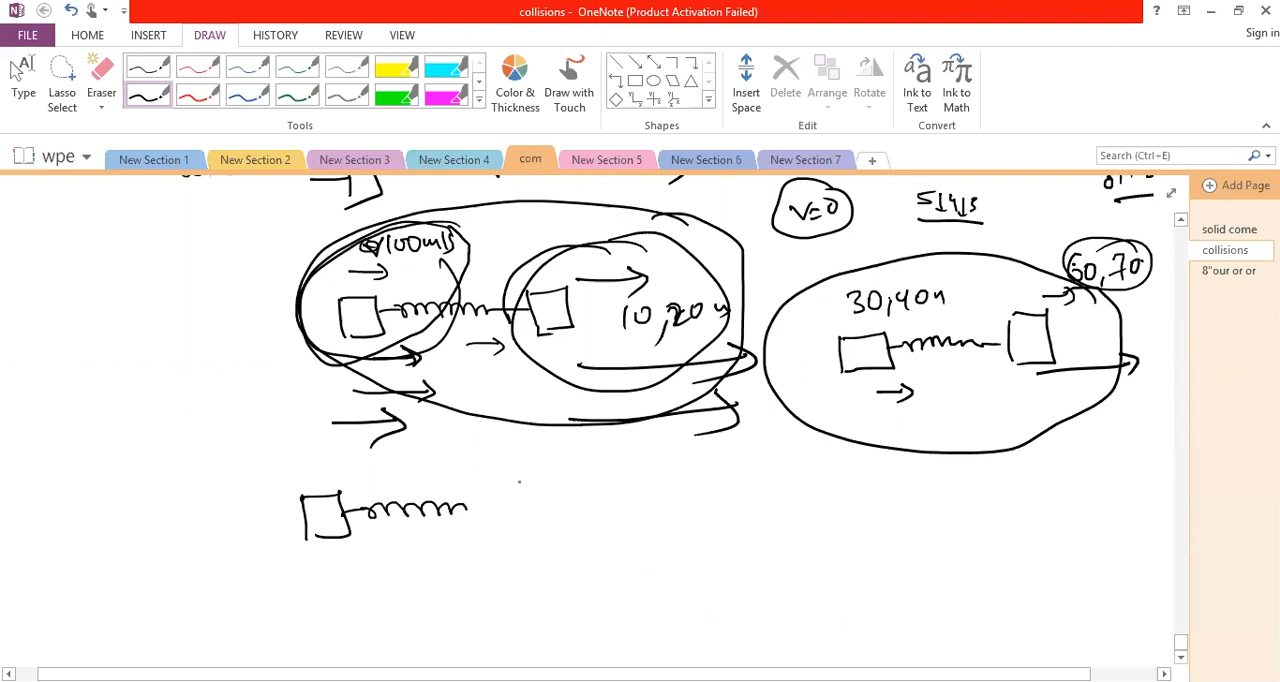 collisions - OneNote (Product Activation Failed)
?
Sign in
FILE HOME INSERT DRAW HISTORY REVIEW VIEW
Type
Lasso Select
Eraser
Color & Thickness
Draw with Touch
Insert Space
Delete
Arrange
Rotate
Ink to Text
Ink to Math
Tools
Shapes
Edit
Convert
wpe
New Section 1
New Section 2
New Section 3
New Section 4
com
New Section 5
New Section 6
New Section 7
Search (Ctrl+E)
Add Page
solid come
collisions
8"our or or
v=0
100m/s
10, 20
30, 40
60, 70